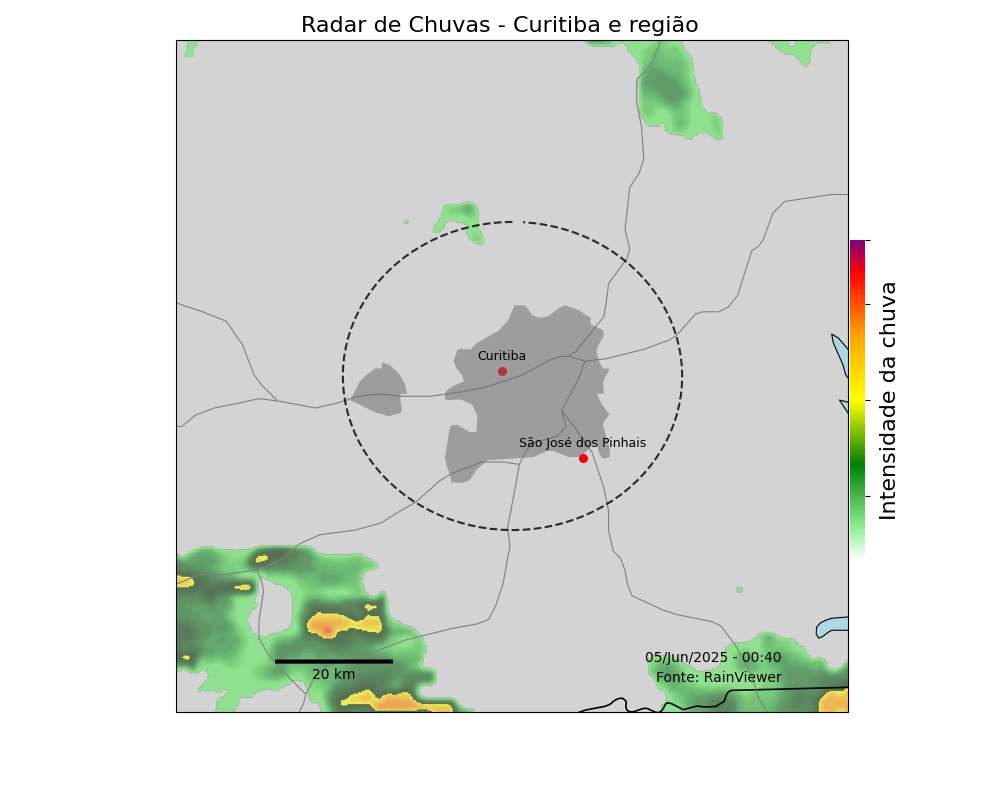 Radar de Chuvas - Curitiba e região
Curitiba
São José dos Pinhais
Intensidade da chuva
05/Jun/2025 - 00:40
Fonte: RainViewer
20 km